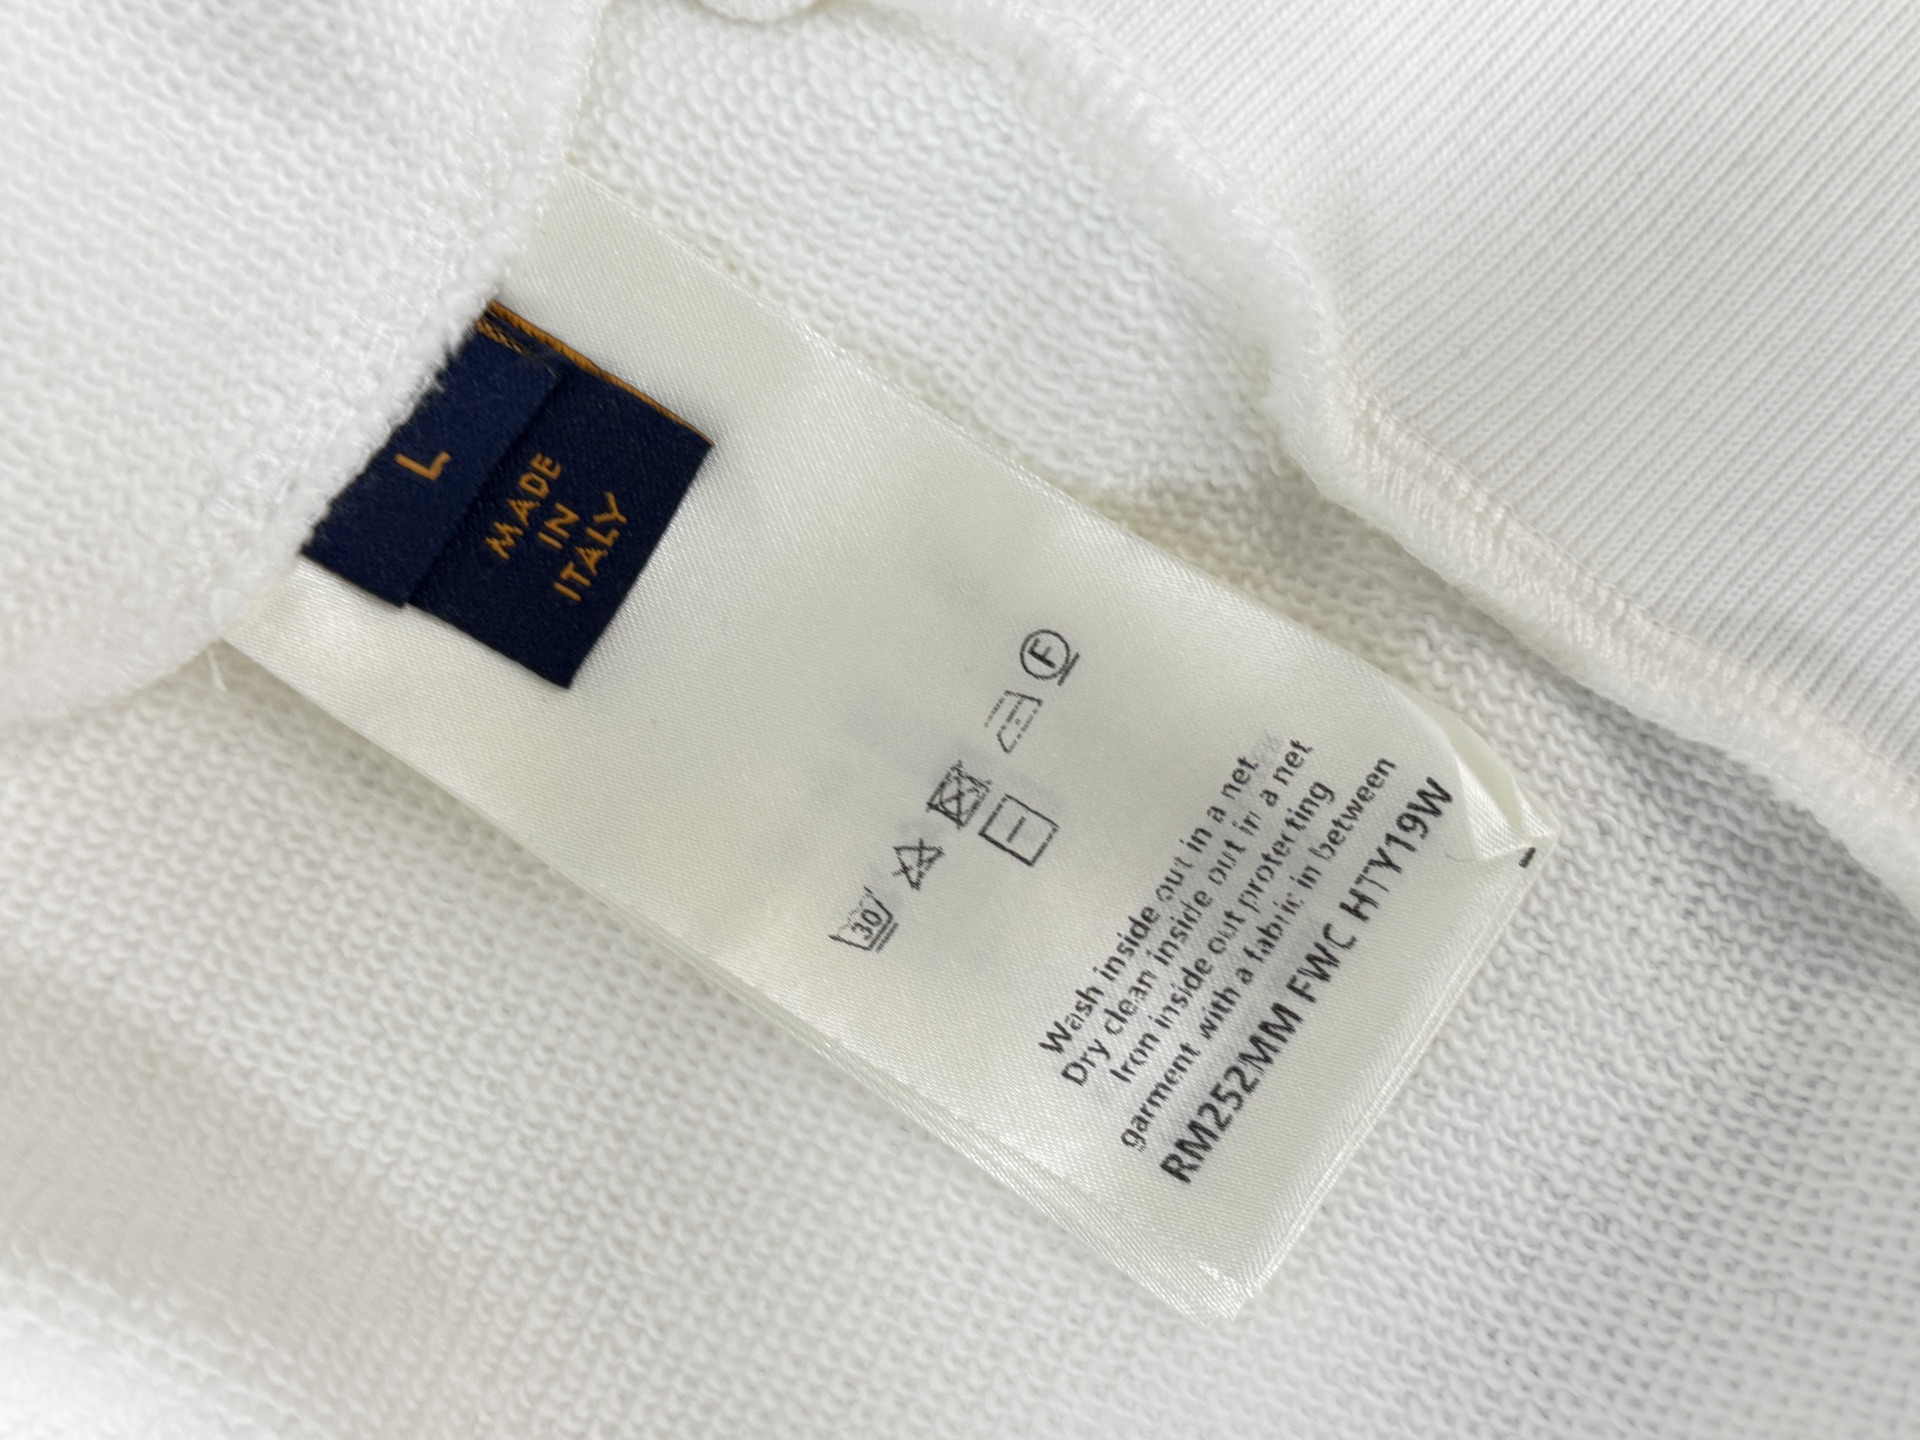 L
MADE
IN
ITALY
30
F
Wash inside out in a net.
Dry clean inside out in a net
Iron inside out protecting
garment with a fabric in between
RM252MM FWC HTY19W